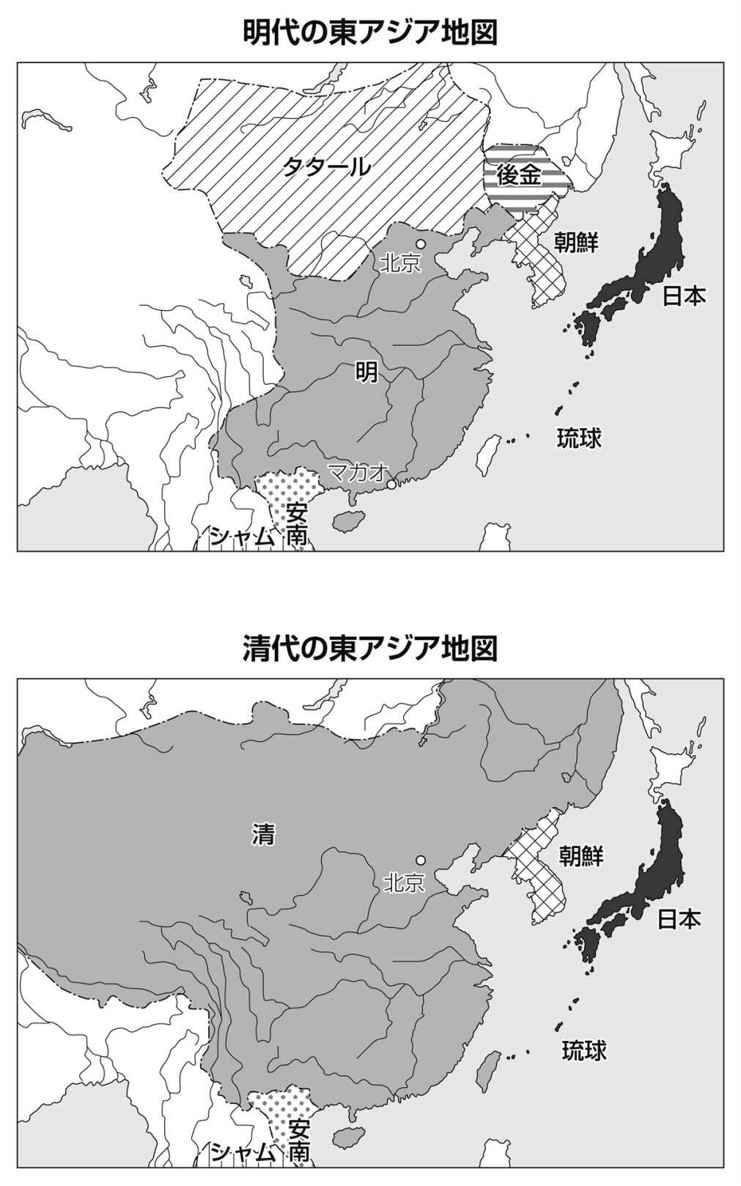 明代の東アジア地図
タタール
後金
朝鮮
北京
日本
明
琉球
マカオ
安南
シャム
清代の東アジア地図
清
朝鮮
北京
日本
琉球
安南
シャム